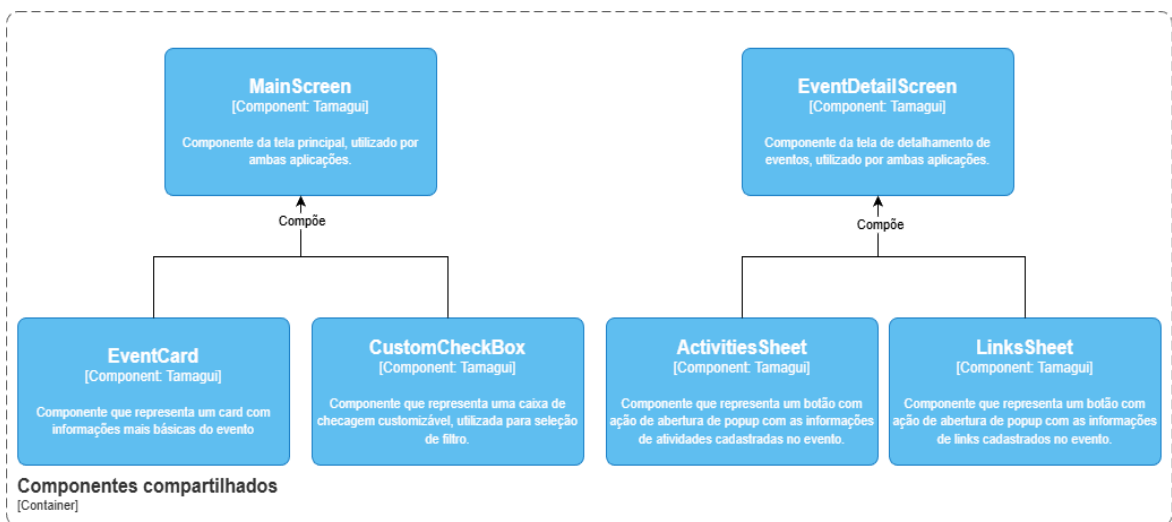 MainScreen
[Component: Tamagui]
Componente da tela principal, utilizado por
ambas aplicações.
EventDetailScreen
[Component: Tamagui]
Componente da tela de detalhamento de
eventos, utilizado por ambas aplicações.
Compõe
Compõe
EventCard
[Component: Tamagui]
Componente que representa um card com
informações mais básicas do evento
CustomCheckBox
[Component: Tamagui]
Componente que representa uma caixa de
checagem customizável, utilizada para seleção
de filtro.
ActivitiesSheet
[Component: Tamagui]
Componente que representa um botão com
ação de abertura de popup com as informações
de atividades cadastradas no evento.
LinksSheet
[Component: Tamagui]
Componente que representa um botão com
ação de abertura de popup com as informações
de links cadastrados no evento.
Componentes compartilhados
[Container]